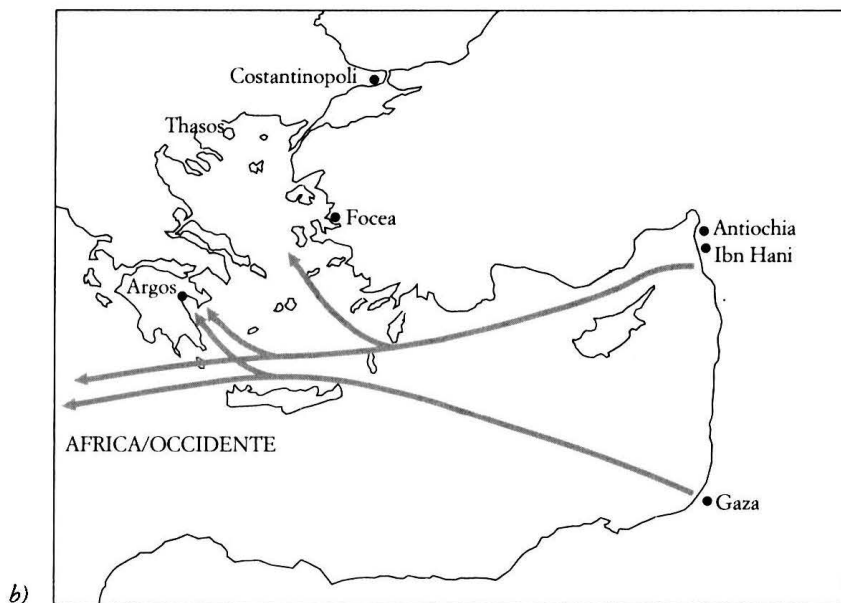 Costantinopoli
Thasos
Focea
Antiochia
Ibn Hani
Argos
AFRICA/OCCIDENTE
Gaza
b)